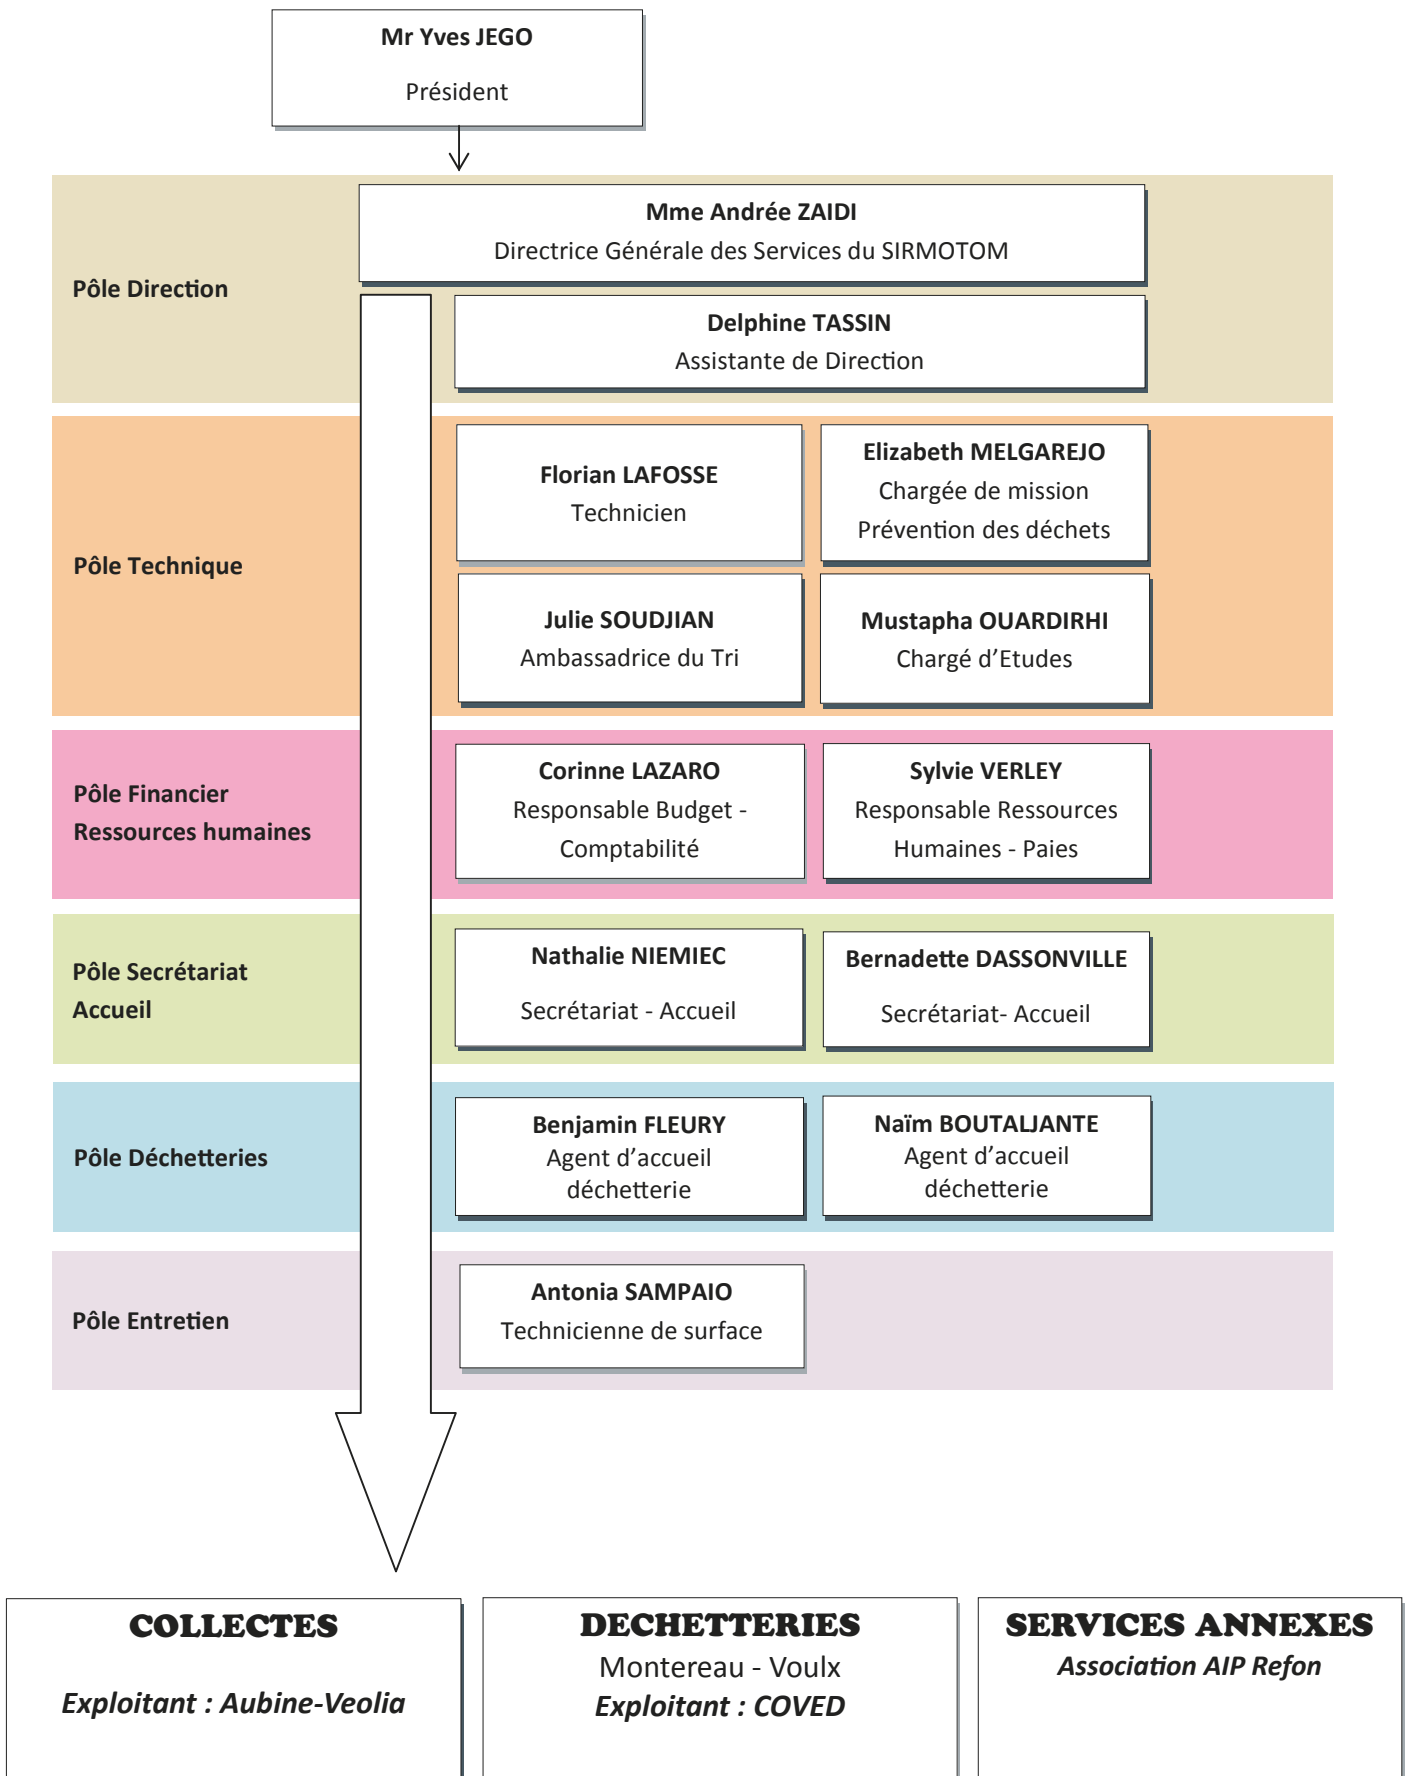 Mr Yves JEGO
Président
Pôle Direction
Mme Andrée ZAIDI
Directrice Générale des Services du SIRMOTOM
Delphine TASSIN
Assistante de Direction
Pôle Technique
Florian LAFOSSE
Technicien
Elizabeth MELGAREJO
Chargée de mission
Prévention des déchets
Julie SOUDJIAN
Ambassadrice du Tri
Mustapha OUARDIRHI
Chargé d’Etudes
Pôle Financier
Ressources humaines
Corinne LAZARO
Responsable Budget -
Comptabilité
Sylvie VERLEY
Responsable Ressources
Humaines - Paies
Pôle Secrétariat
Accueil
Nathalie NIEMIEC
Secrétariat - Accueil
Bernadette DASSONVILLE
Secrétariat- Accueil
Pôle Déchetteries
Benjamin FLEURY
Agent d’accueil
déchetterie
Naïm BOUTALJANTE
Agent d’accueil
déchetterie
Pôle Entretien
Antonia SAMPAIO
Technicienne de surface
COLLECTES
Exploitant : Aubine-Veolia
DECHETTERIES
Montereau - Voulx
Exploitant : COVED
SERVICES ANNEXES
Association AIP Refon